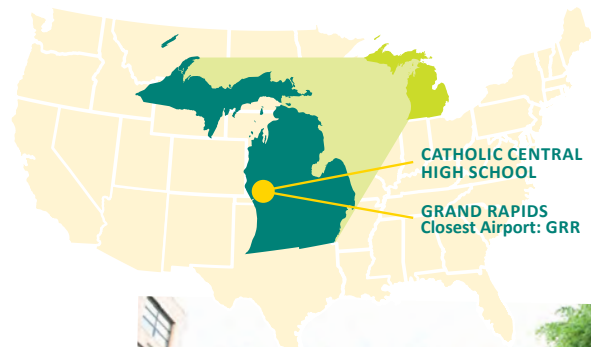 CATHOLIC CENTRAL
HIGH SCHOOL
GRAND RAPIDS
Closest Airport: GRR